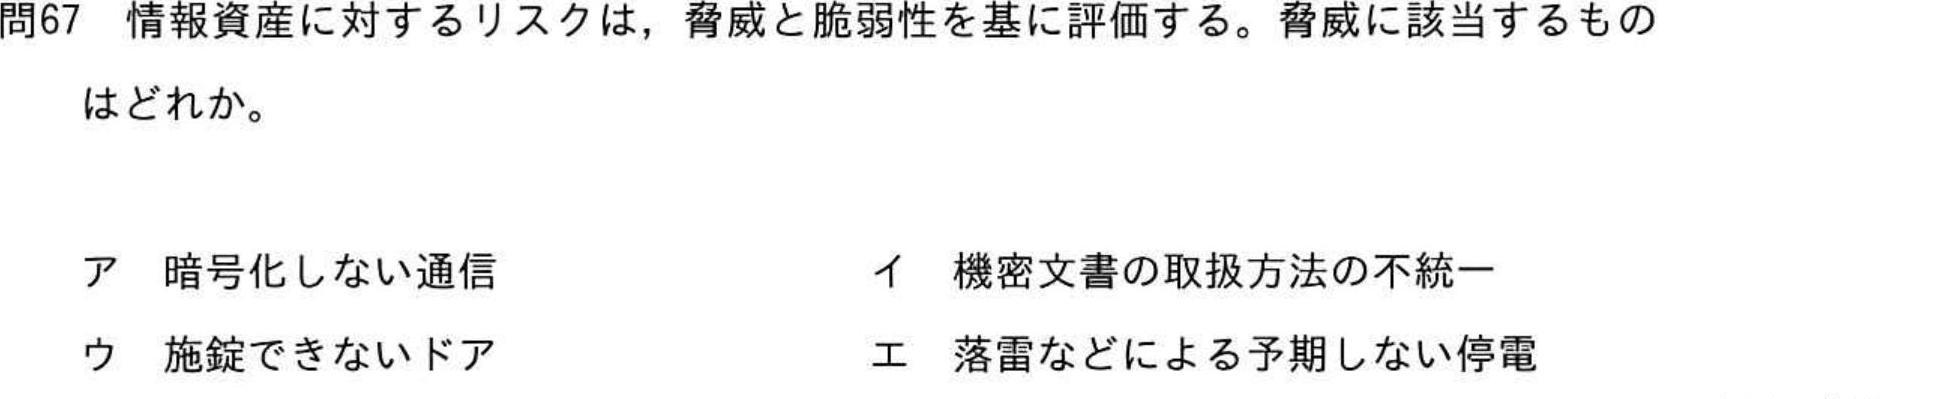 問67　情報資産に対するリスクは，脅威と脆弱性を基に評価する。脅威に該当するもの
はどれか。
ア　暗号化しない通信　イ　機密文書の取扱方法の不統一
ウ　施錠できないドア　エ　落雷などによる予期しない停電